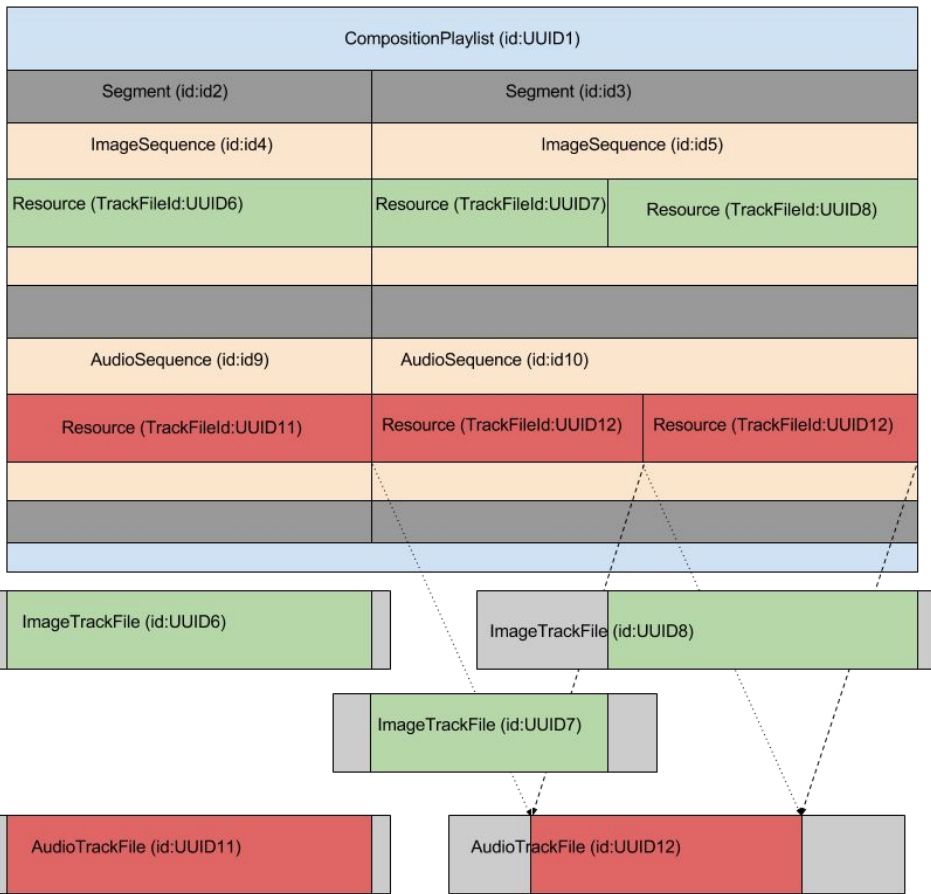 CompositionPlaylist (id:UUID1)
Segment (id:id2)
Segment (id:id3)
ImageSequence (id:id4)
ImageSequence (id:id5)
Resource (TrackFileId:UUID6)
Resource (TrackFileId:UUID7)
Resource (TrackFileId:UUID8)
AudioSequence (id:id9)
AudioSequence (id:id10)
Resource (TrackFileId:UUID11)
Resource (TrackFileId:UUID12)
Resource (TrackFileId:UUID12)
ImageTrackFile (id:UUID6)
ImageTrackFile (id:UUID8)
ImageTrackFile (id:UUID7)
AudioTrackFile (id:UUID11)
AudioTrackFile (id:UUID12)